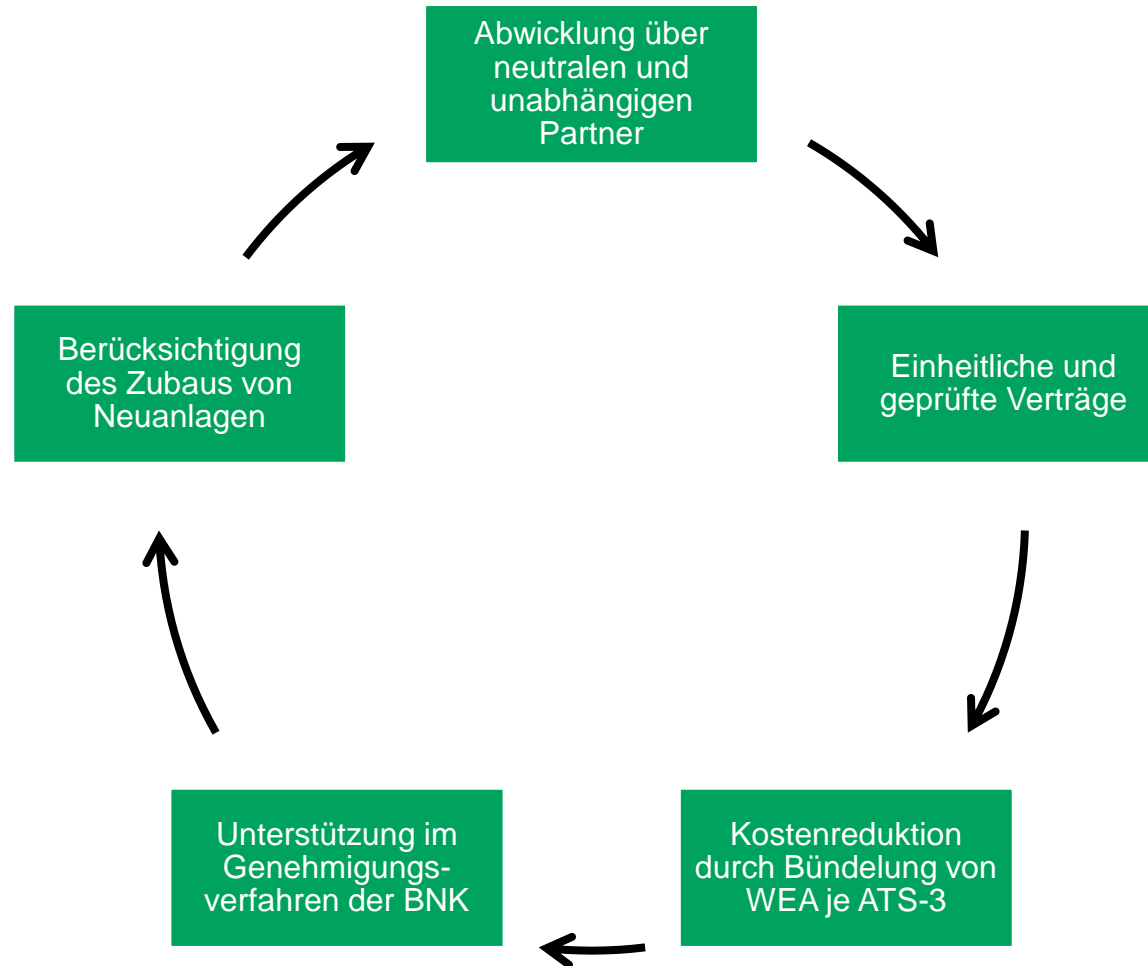 Abwicklung über
neutralen und
unabhängigen
Partner
Einheitliche und
geprüfte Verträge
Kostenreduktion
durch Bündelung von
WEA je ATS-3
Unterstützung im
Genehmigungs-
verfahren der BNK
Berücksichtigung
des Zubaus von
Neuanlagen